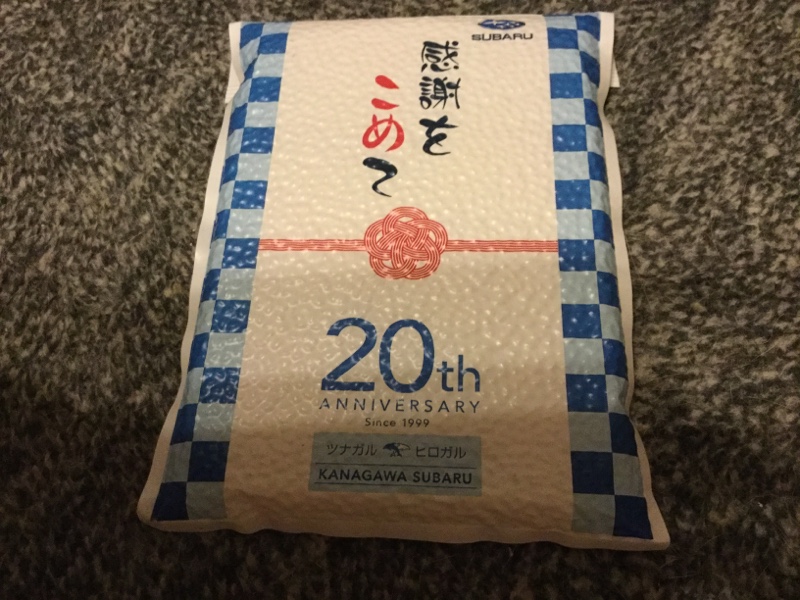 SUBARU
感謝を
こめて
20th
ANNIVERSARY
Since 1999
ツナガル ヒロガル
KANAGAWA SUBARU